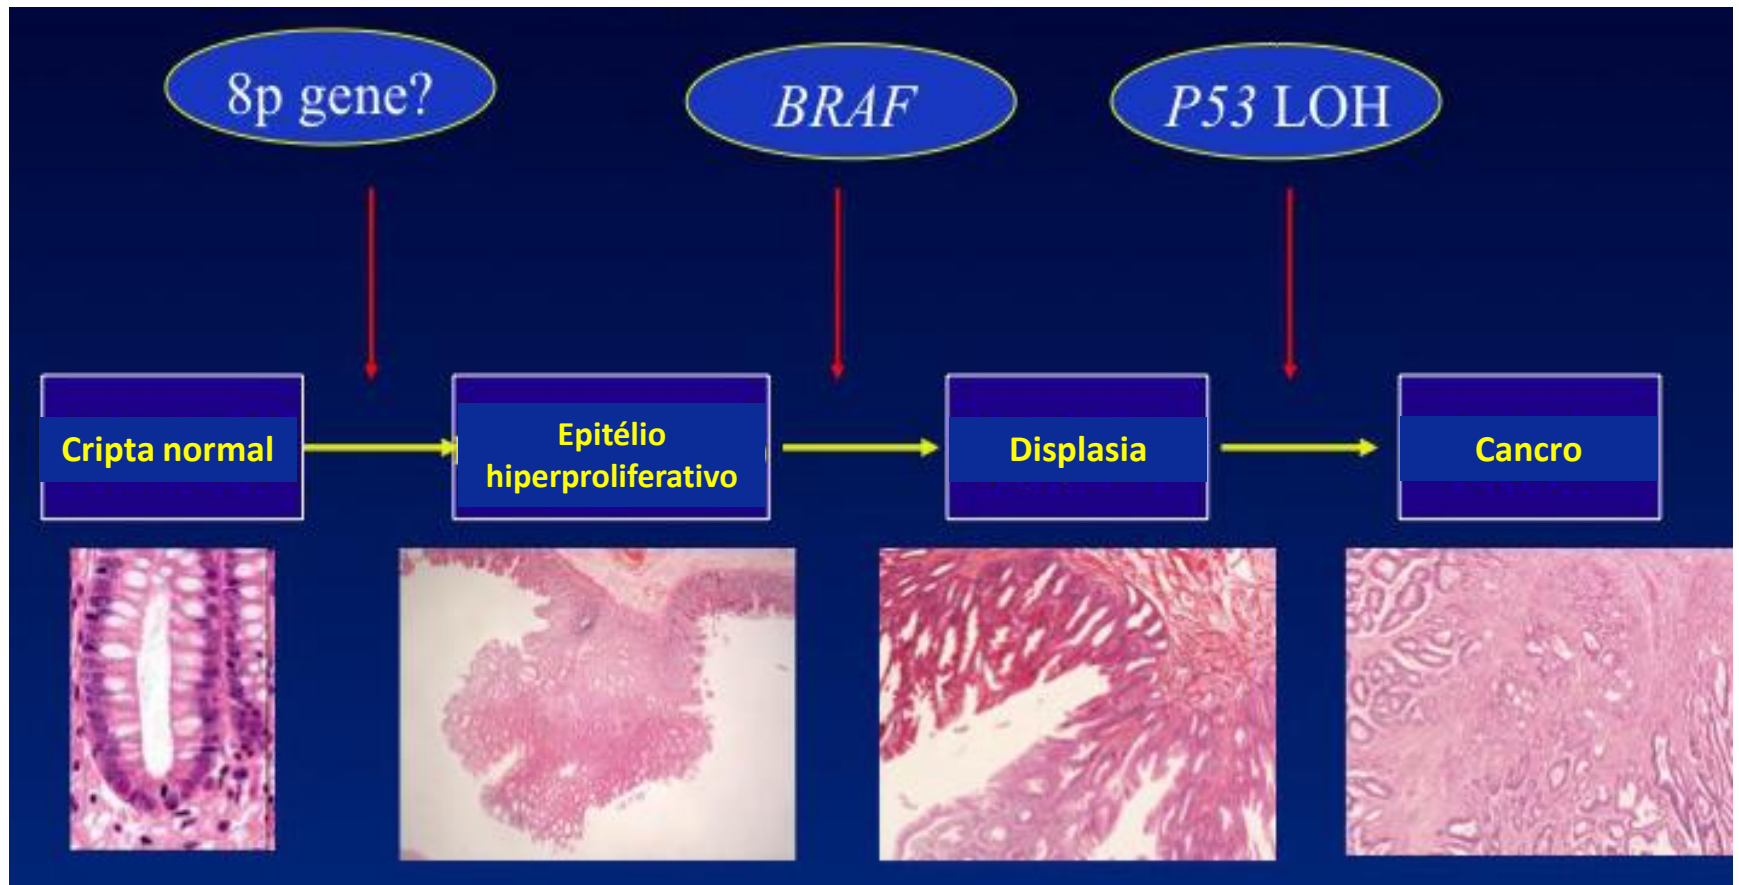 8p gene?
BRAF
P53 LOH
Cripta normal
Epitélio
hiperproliferativo
Displasia
Cancro